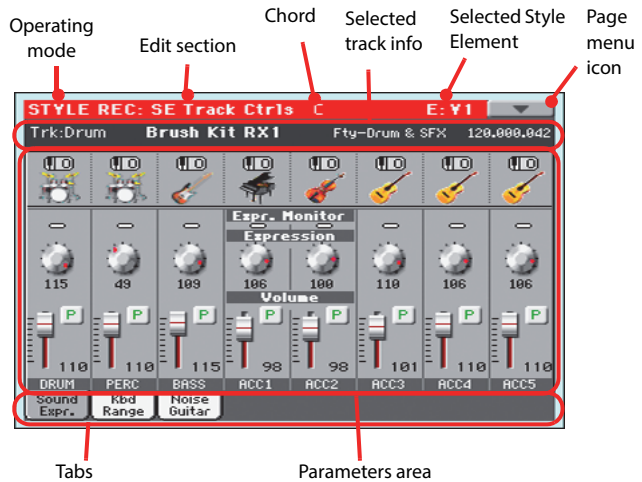 Operating mode
Edit section
Chord
Selected track info
Selected Style Element
Page menu icon
STYLE REC: SE Track Ctrls C E: V1
Trk:Drum Brush Kit RX1 Fty-Drum & SFX 120.000.042
Expr. Monitor
Expression
115 49 109 106 100 110 106 106
Volume
P P P P P P P P
110 110 115 98 98 101 110 110
DRUM PERC BASS ACC1 ACC2 ACC3 ACC4 ACC5
Sound Expr.
Kbd Range
Noise Guitar
Tabs
Parameters area